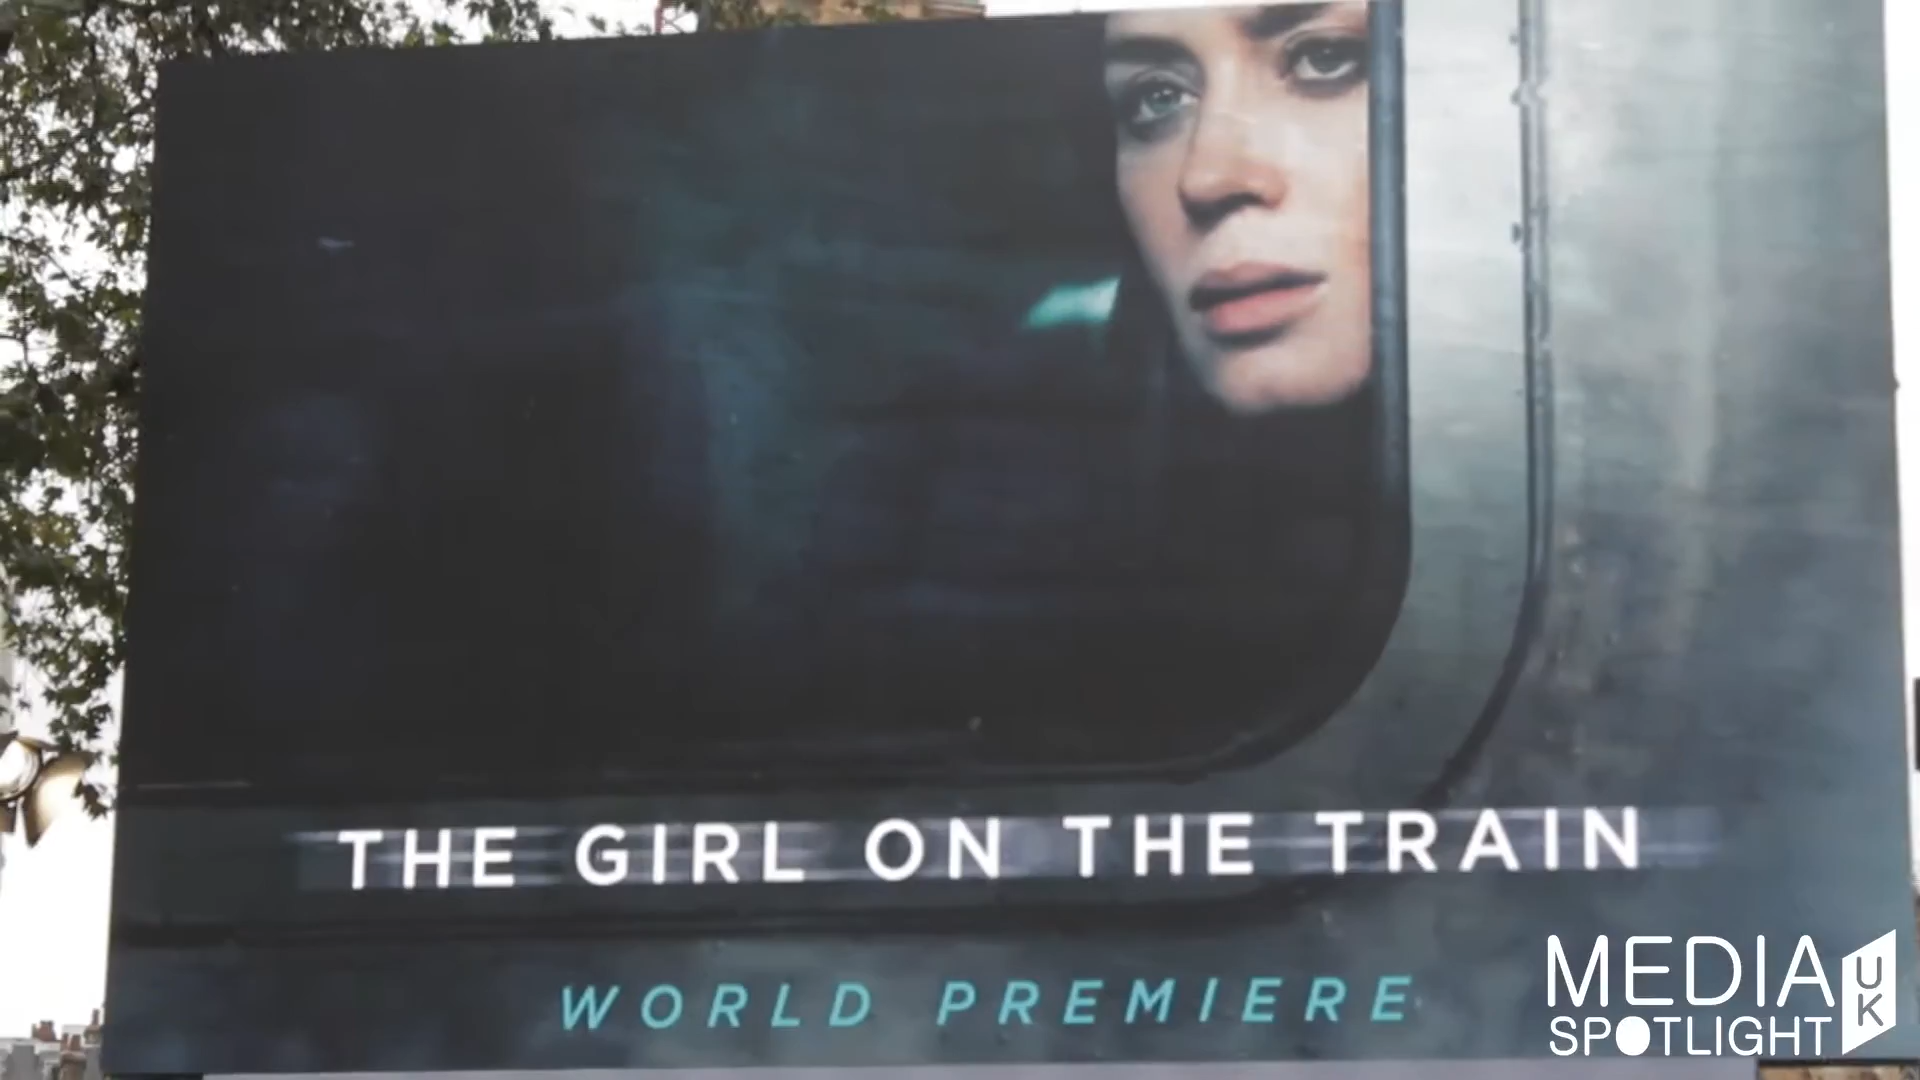 THE GIRL ON THE TRAIN
WORLD PREMIERE
MEDIA
SPOTLIGHT
UK